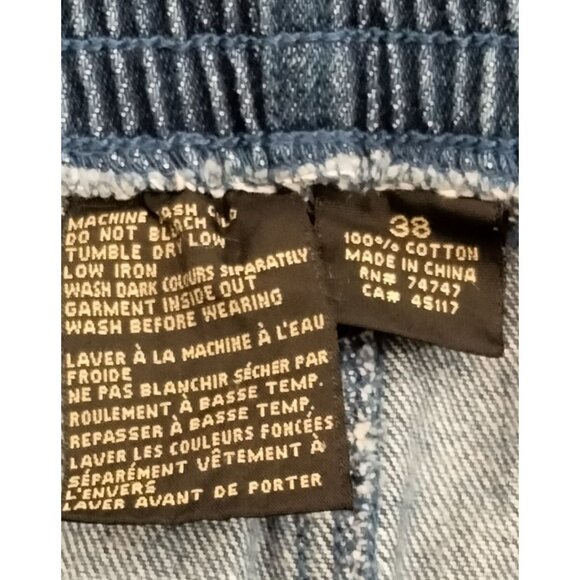 MACHINE WASH COLD
DO NOT BLEACH
TUMBLE DRY LOW
LOW IRON
WASH DARK COLOURS SEPARATELY
GARMENT INSIDE OUT
WASH BEFORE WEARING
LAVER À LA MACHINE À L'EAU
FROIDE
NE PAS BLANCHIR SÉCHER PAR
ROULEMENT À BASSE TEMP.
REPASSER À BASSE TEMP.
LAVER LES COULEURS FONCÉES
SÉPARÉMENT VÊTEMENT À
L'ENVERS
LAVER AVANT DE PORTER
38
100% COTTON
MADE IN CHINA
RN# 74747
CA# 45117